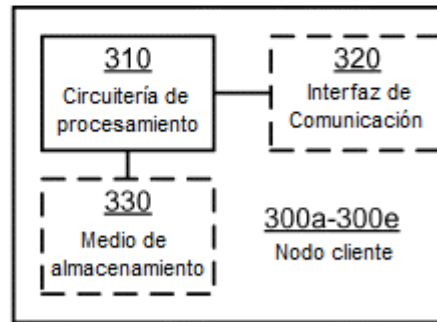 310
Circuitería de
procesamiento
320
Interfaz de
Comunicación
330
Medio de
almacenamiento
300a-300e
Nodo cliente